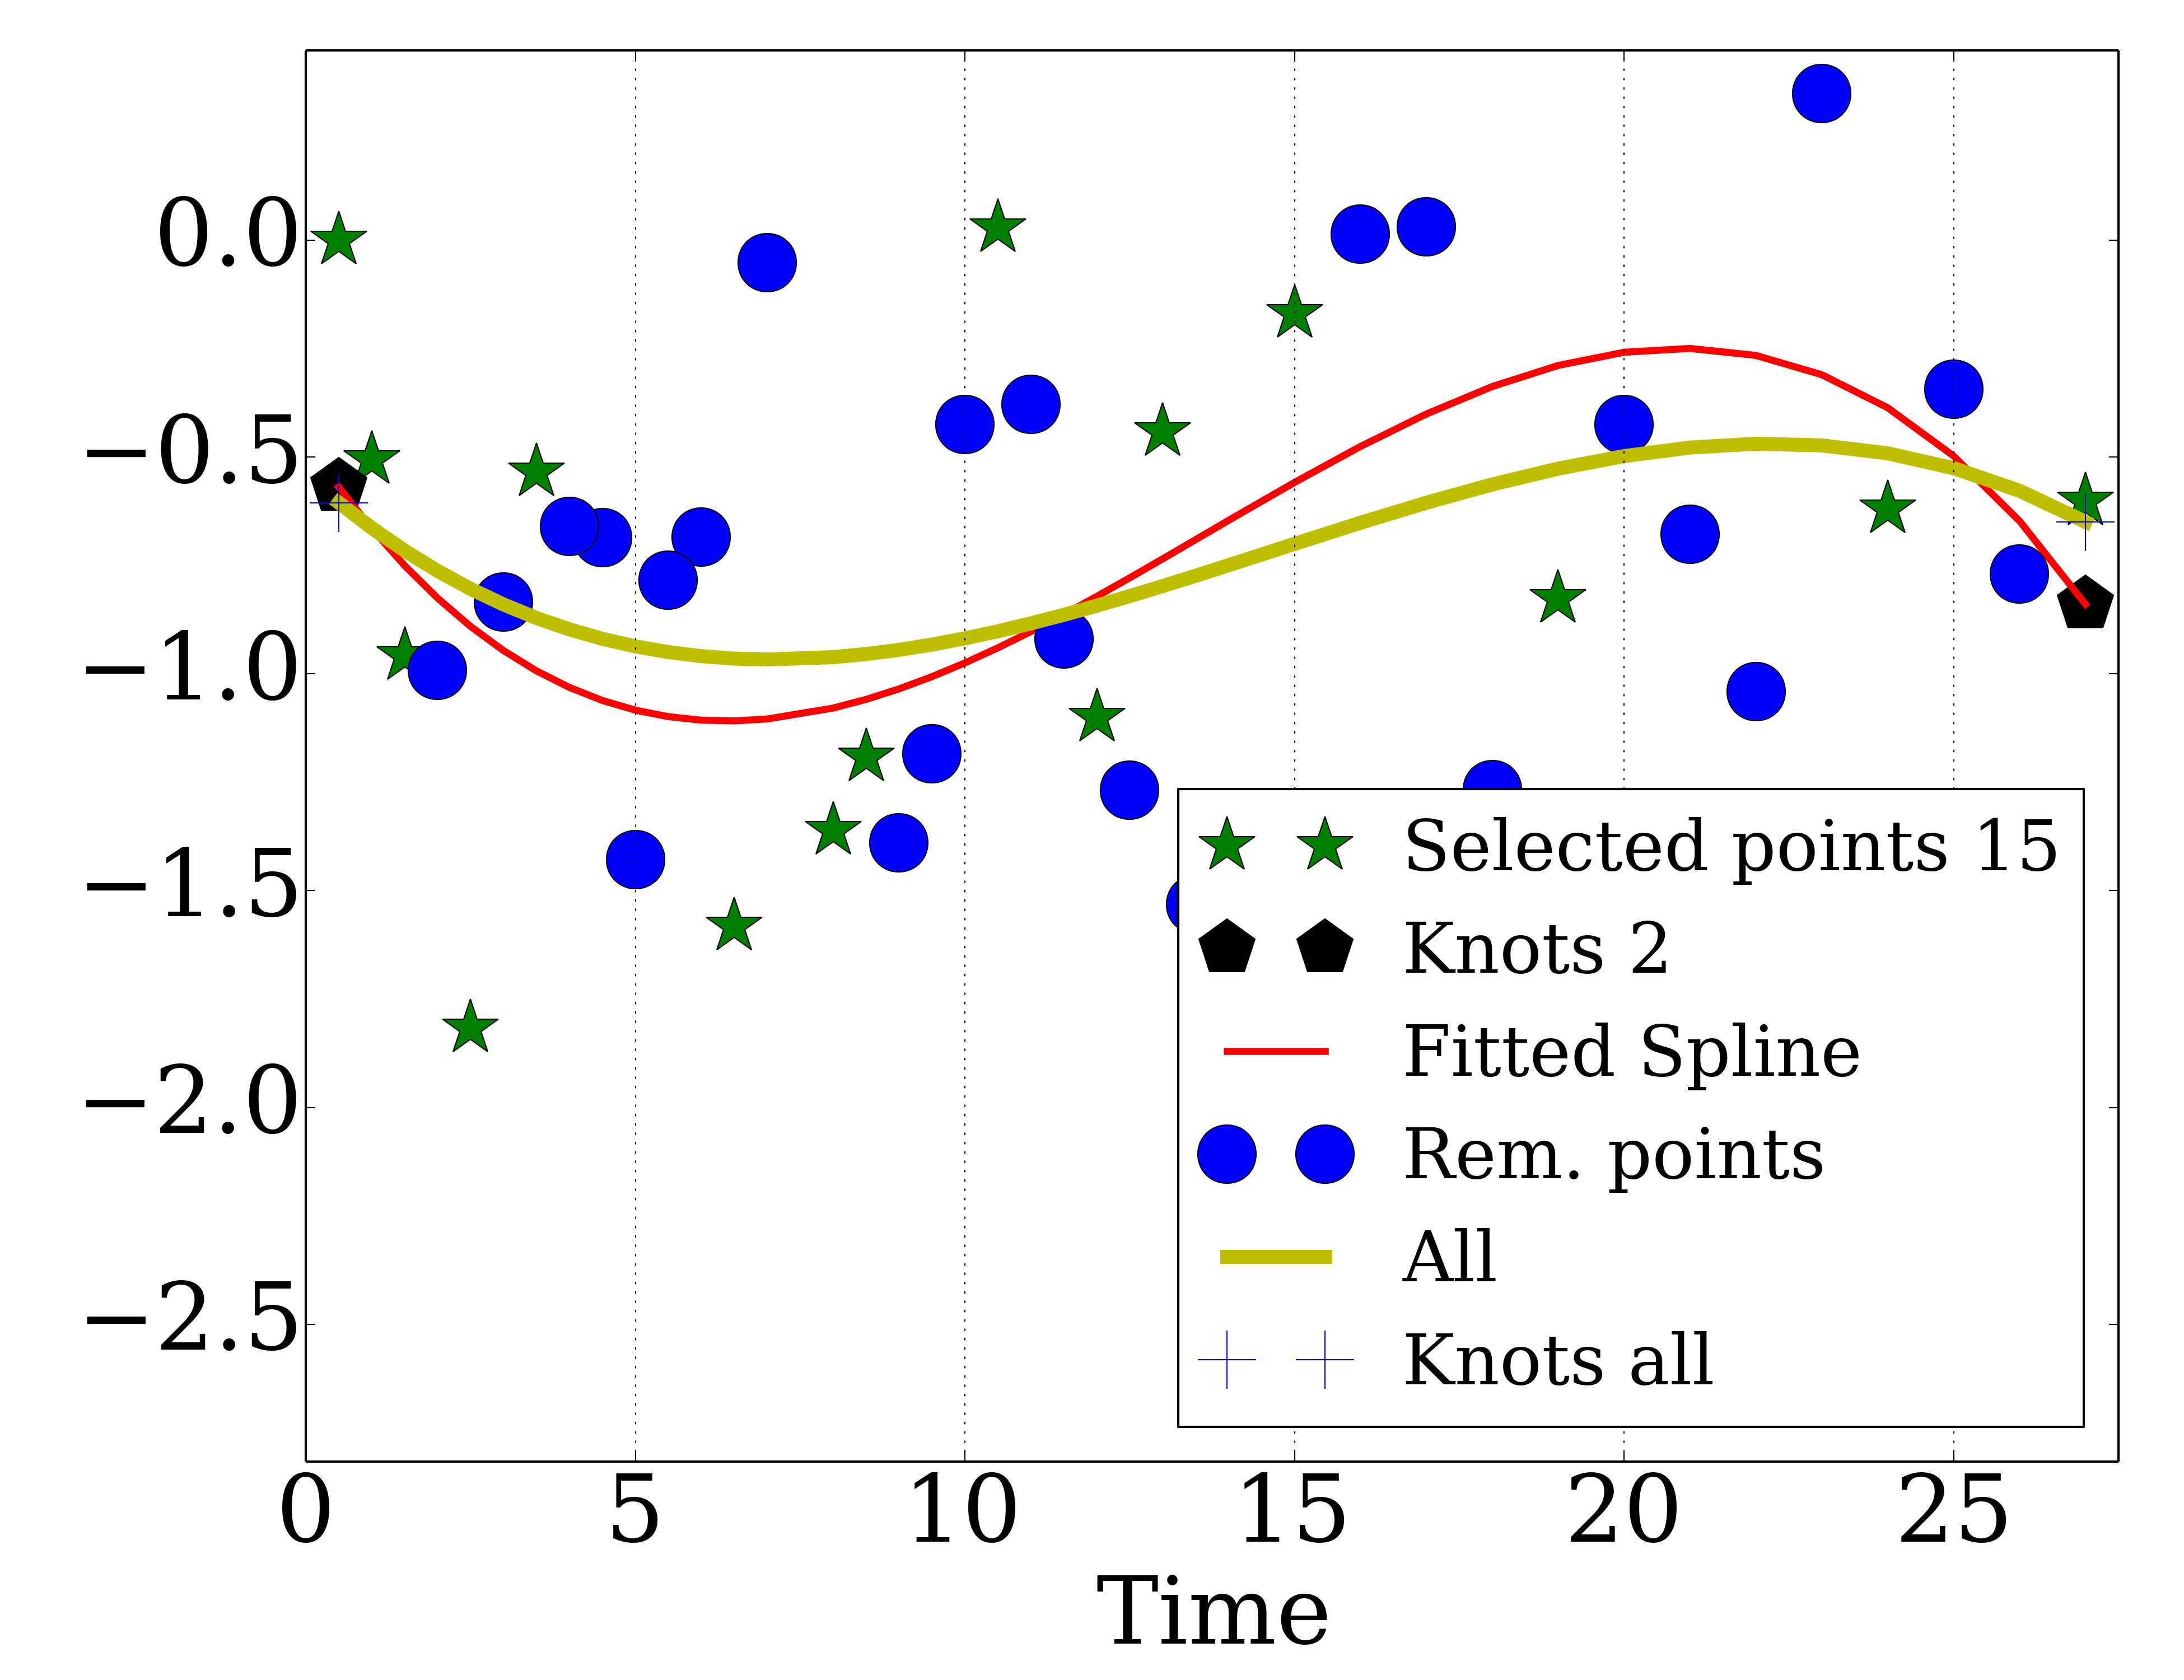 0.0
−0.5
−1.0
−1.5
−2.0
−2.5
Selected points 15
Knots 2
Fitted Spline
Rem. points
All
Knots all
0 5 10 15 20 25
Time